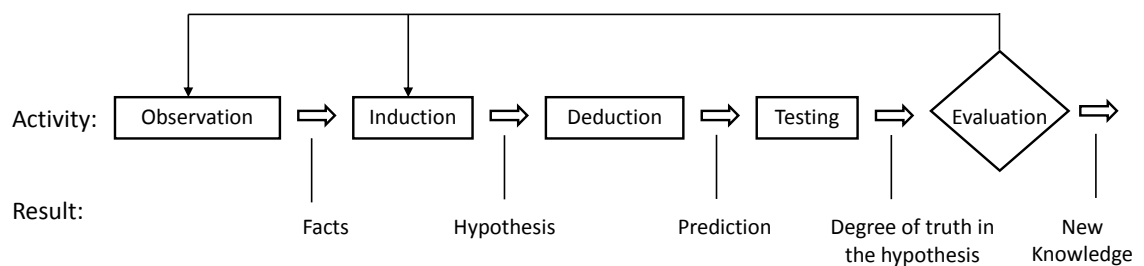 Activity:
Observation
Induction
Deduction
Testing
Evaluation
Result:
Facts
Hypothesis
Prediction
Degree of truth in
the hypothesis
New
Knowledge